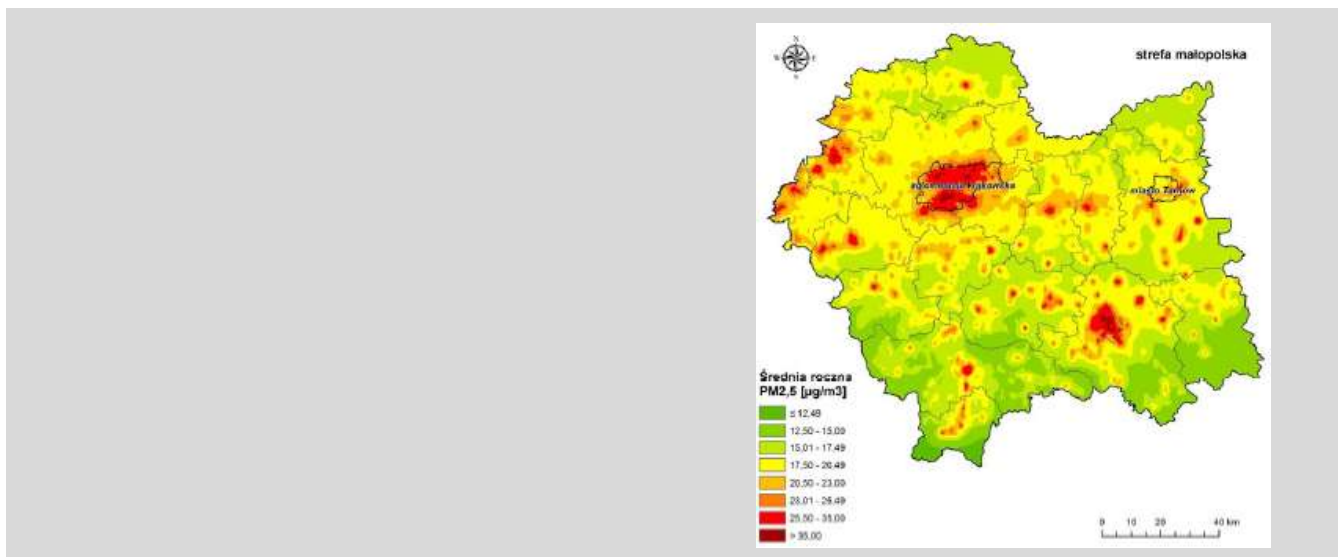 N
W E
S
strefa małopolska
aglomeracja krakowska
miasto Tarnów
Średnia roczna
PM2,5 [µg/m3]
≤ 12,49
12,50 - 15,00
15,01 - 17,49
17,50 - 20,49
20,50 - 23,00
23,01 - 25,49
25,50 - 35,00
> 35,00
0 10 20 40 km